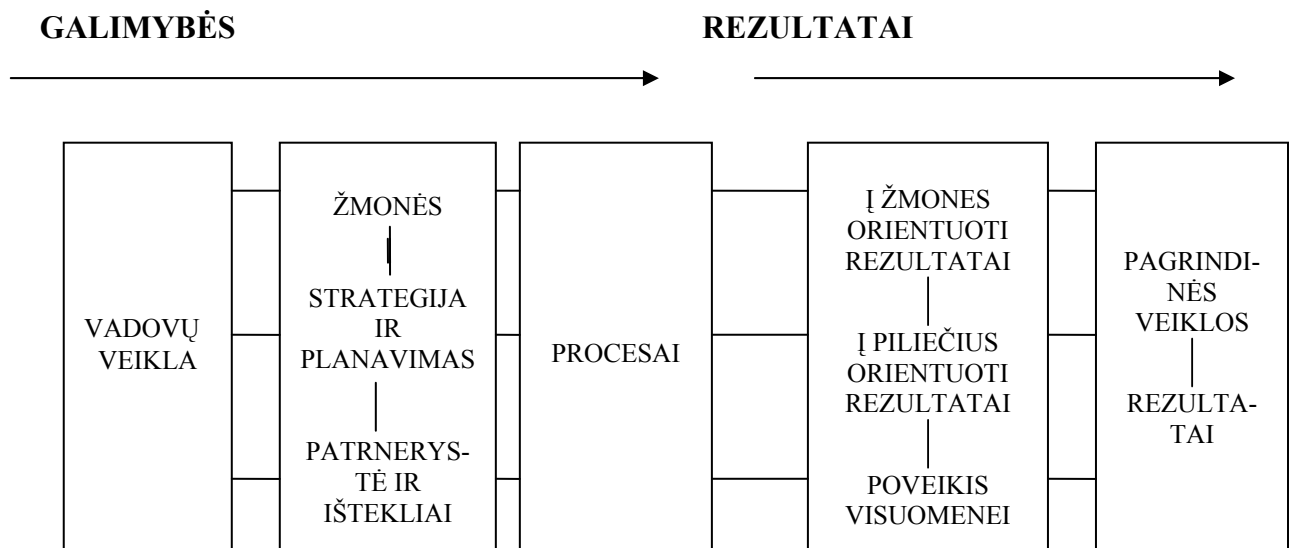 GALIMYBĖS
REZULTATAI
VADOVŲ
VEIKLA
ŽMONĖS
STRATEGIJA
IR
PLANAVIMAS
PATRNERYS-
TĖ IR
IŠTEKLIAI
PROCESAI
Į ŽMONES
ORIENTUOTI
REZULTATAI
Į PILIEČIUS
ORIENTUOTI
REZULTATAI
POVEIKIS
VISUOMENEI
PAGRINDI-
NĖS
VEIKLOS
REZULTA-
TAI